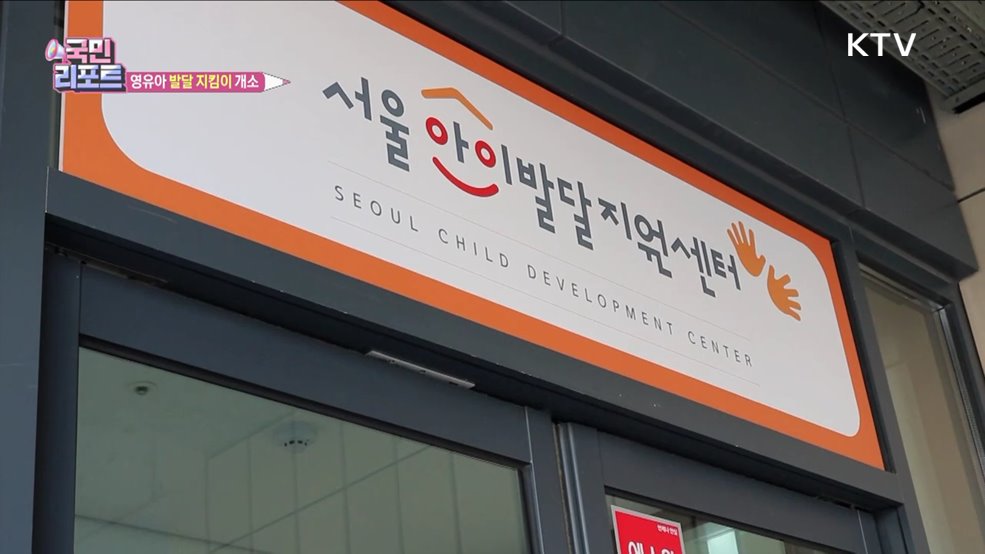 국민
리포트
영유아 발달 지킴이 개소
KTV
서울 아이발달지원센터
SEOUL CHILD DEVELOPMENT CENTER